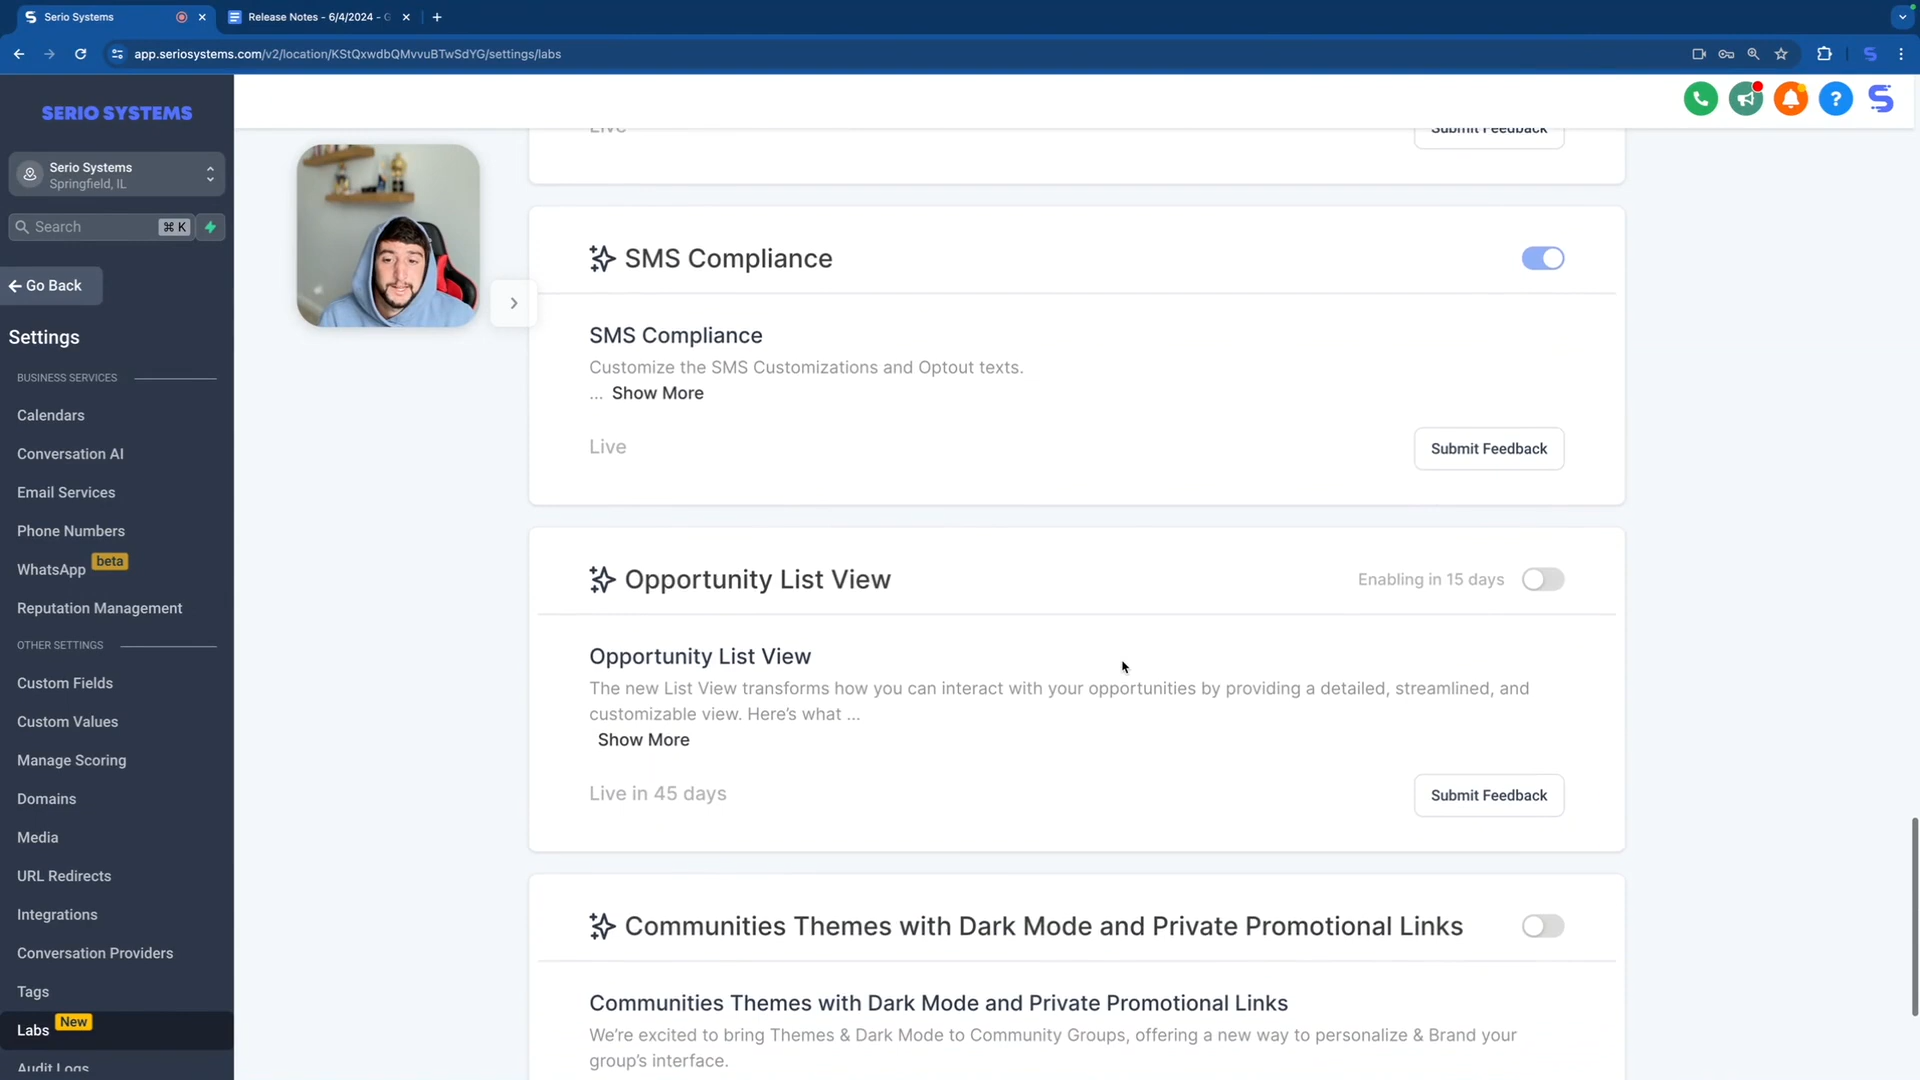 Serio Systems
Release Notes - 6/4/2024 - G
app.seriosystems.com/v2/location/KStQxwdbQMvvuBTwSdYG/settings/labs
SERIO SYSTEMS
Serio Systems
Springfield, IL
Search ⌘ K
Go Back
Settings
BUSINESS SERVICES
Calendars
Conversation AI
Email Services
Phone Numbers
WhatsApp beta
Reputation Management
OTHER SETTINGS
Custom Fields
Custom Values
Manage Scoring
Domains
Media
URL Redirects
Integrations
Conversation Providers
Tags
Labs New
Audit Logs
Live
Submit Feedback
SMS Compliance
SMS Compliance
Customize the SMS Customizations and Optout texts.
... Show More
Live
Submit Feedback
Opportunity List View
Enabling in 15 days
Opportunity List View
The new List View transforms how you can interact with your opportunities by providing a detailed, streamlined, and
customizable view. Here's what ...
Show More
Live in 45 days
Submit Feedback
Communities Themes with Dark Mode and Private Promotional Links
Communities Themes with Dark Mode and Private Promotional Links
We're excited to bring Themes & Dark Mode to Community Groups, offering a new way to personalize & Brand your
group's interface.